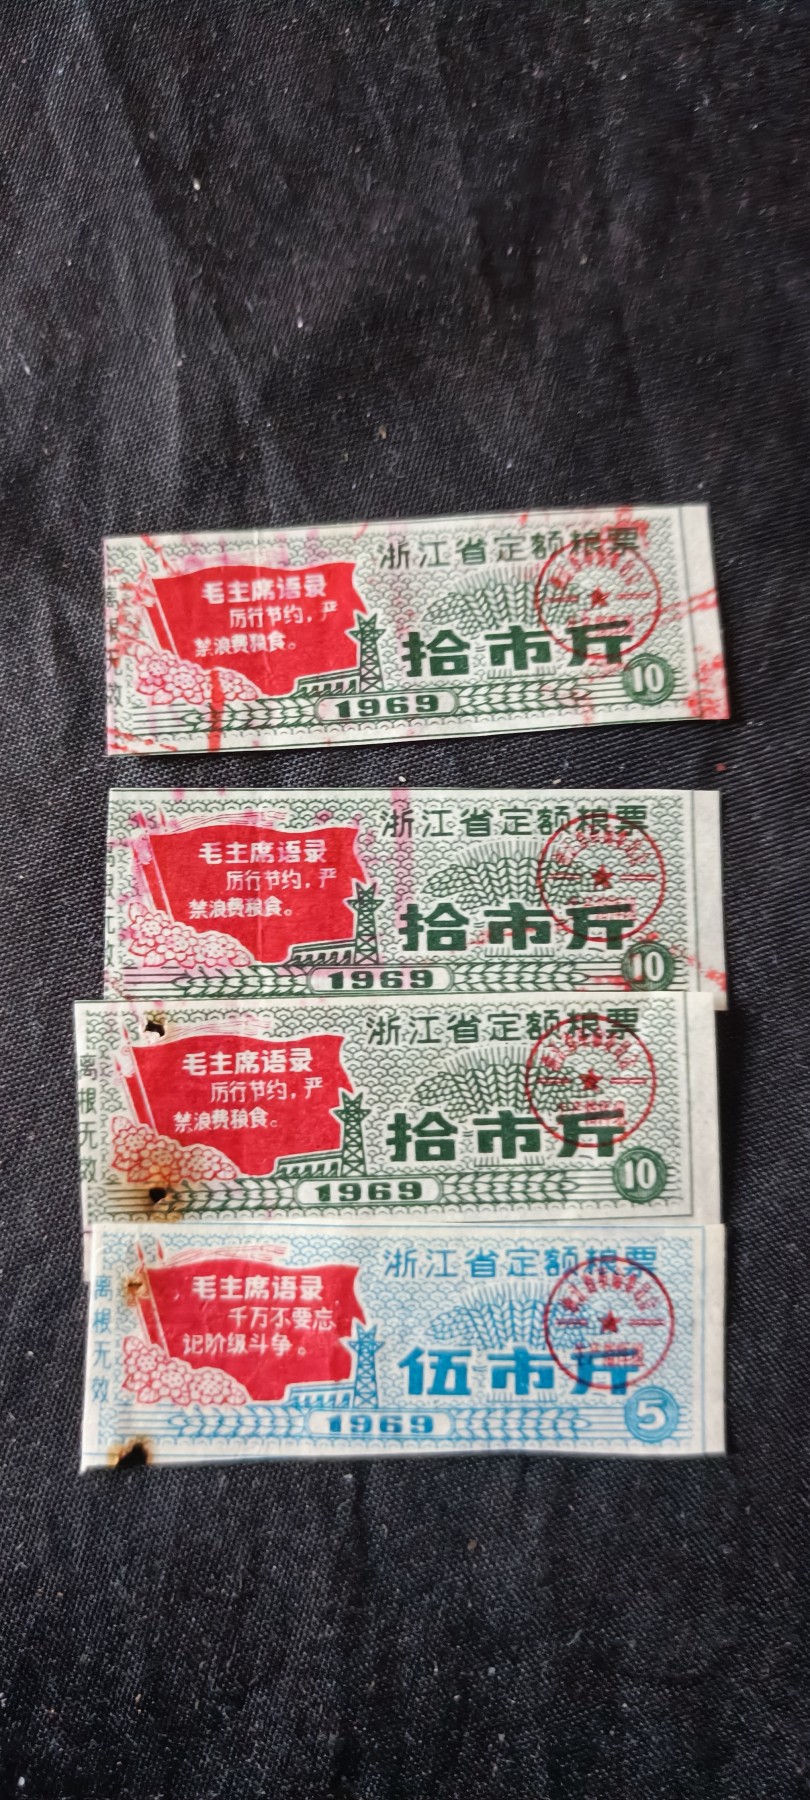 浙江省定额粮票
毛主席语录
厉行节约，严
禁浪费粮食。
拾市斤
10
1969
浙江省定额粮票
毛主席语录
厉行节约，严
禁浪费粮食。
拾市斤
10
1969
离根无效
浙江省定额粮票
毛主席语录
厉行节约，严
禁浪费粮食。
拾市斤
10
1969
离根无效
浙江省定额粮票
毛主席语录
千万不要忘
记阶级斗争。
伍市斤
5
1969